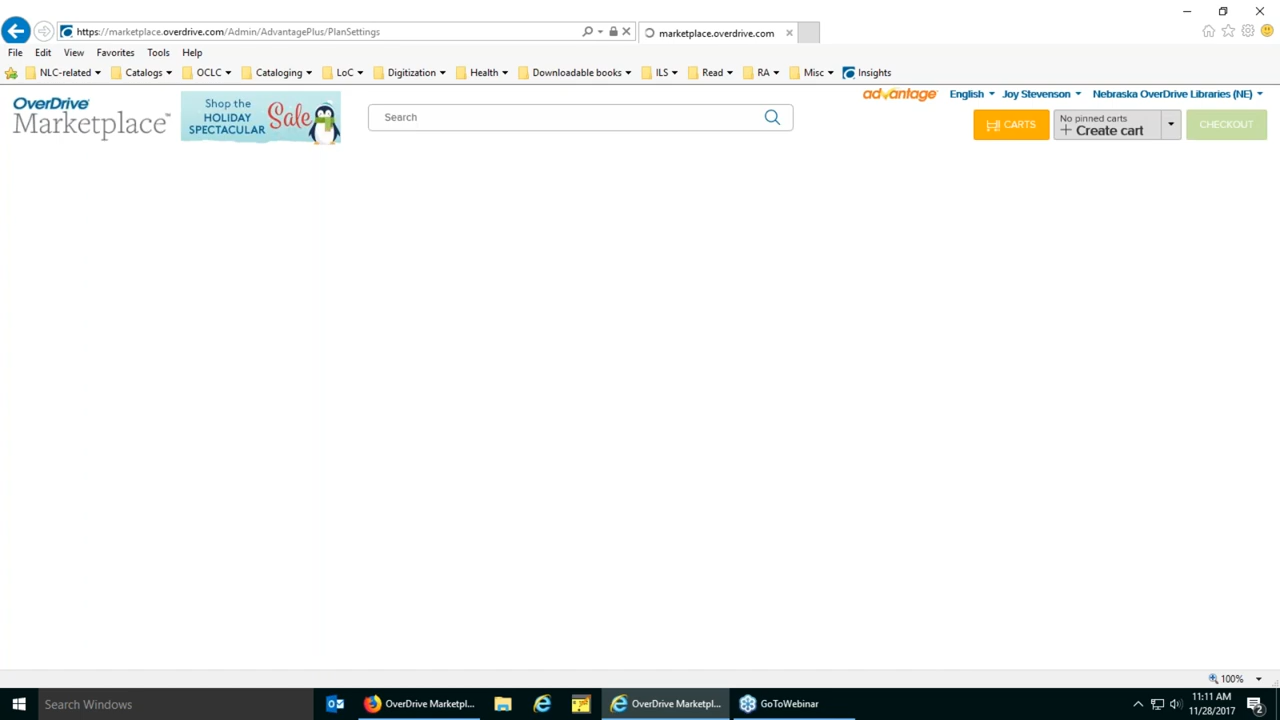 https://marketplace.overdrive.com/Admin/AdvantagePlus/PlanSettings
marketplace.overdrive.com
File Edit View Favorites Tools Help
NLC-related Catalogs OCLC Cataloging LoC Digitization Health Downloadable books ILS Read RA Misc Insights
OverDrive
Marketplace™
Shop the
HOLIDAY
SPECTACULAR
Sale
Search
advantage
English
Joy Stevenson
Nebraska OverDrive Libraries (NE)
CARTS
No pinned carts
+ Create cart
CHECKOUT
100%
Search Windows
OverDrive Marketpl...
OverDrive Marketpl...
GoToWebinar
11:11 AM
11/28/2017
2